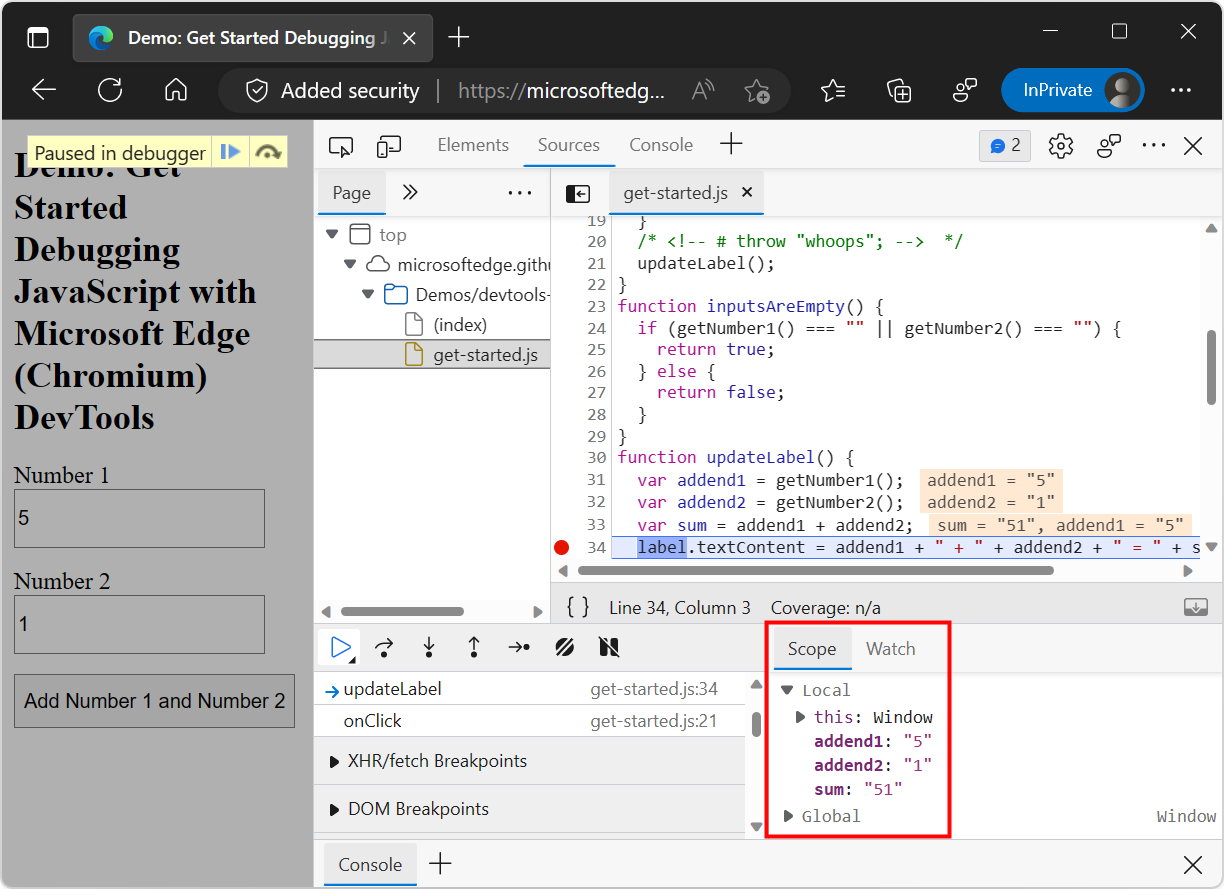 Demo: Get Started Debugging J
Added security
https://microsoftedg...
InPrivate
Paused in debugger
Demo: Get
Started
Debugging
JavaScript with
Microsoft Edge
(Chromium)
DevTools
Number 1
5
Number 2
1
Add Number 1 and Number 2
Elements
Sources
Console
2
Page
get-started.js
top
microsoftedge.githu
Demos/devtools-
(index)
get-started.js
19 }
20 /* <!-- # throw "whoops"; -->  */
21 updateLabel();
22 }
23 function inputsAreEmpty() {
24 if (getNumber1() === "" || getNumber2() === "") {
25 return true;
26 } else {
27 return false;
28 }
29 }
30 function updateLabel() {
31 var addend1 = getNumber1(); addend1 = "5"
32 var addend2 = getNumber2(); addend2 = "1"
33 var sum = addend1 + addend2; sum = "51", addend1 = "5"
34 label.textContent = addend1 + " + " + addend2 + " = " + s
{ } Line 34, Column 3 Coverage: n/a
updateLabel get-started.js:34
onClick get-started.js:21
XHR/fetch Breakpoints
DOM Breakpoints
Scope
Watch
Local
this: Window
addend1: "5"
addend2: "1"
sum: "51"
Global Window
Console